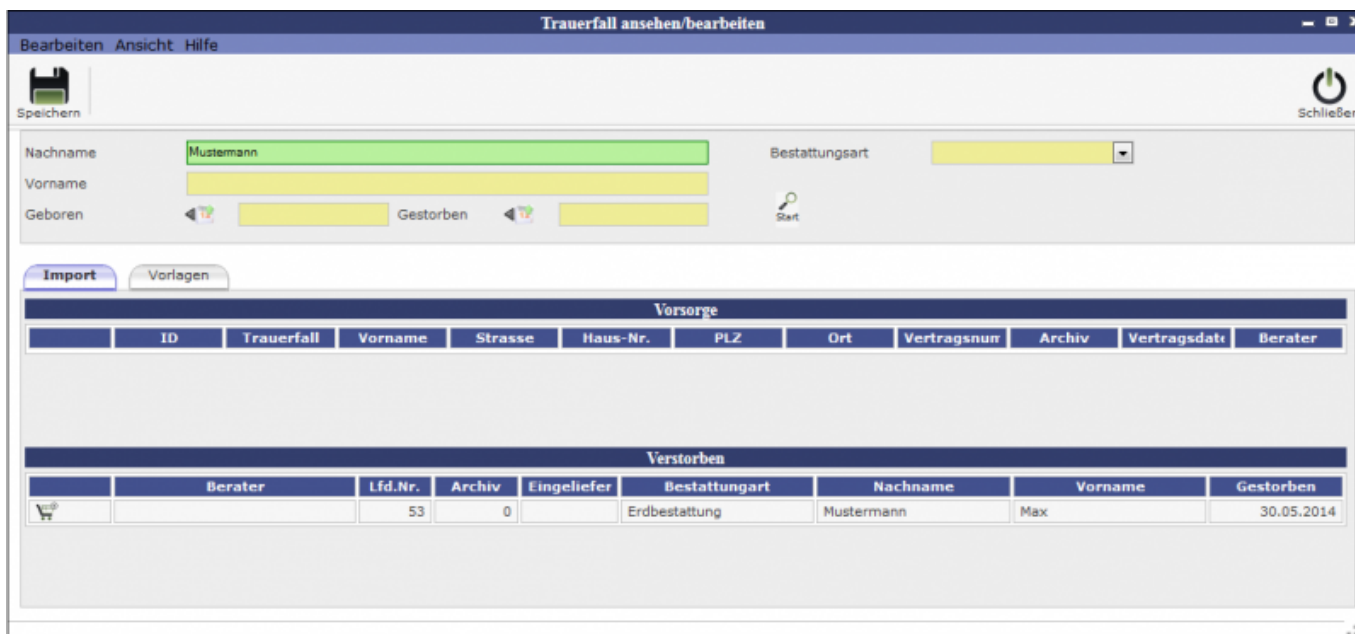 Trauerfall ansehen/bearbeiten
Bearbeiten Ansicht Hilfe
Speichern
Schließen
Nachname Mustermann Bestattungsart
Vorname
Geboren Gestorben Start
Import Vorlagen
Vorsorge
ID Trauerfall Vorname Strasse Haus-Nr. PLZ Ort Vertragsnum Archiv Vertragsdate Berater
Verstorben
Berater Lfd.Nr. Archiv Eingeliefer Bestattungart Nachname Vorname Gestorben
53 0 Erdbestattung Mustermann Max 30.05.2014